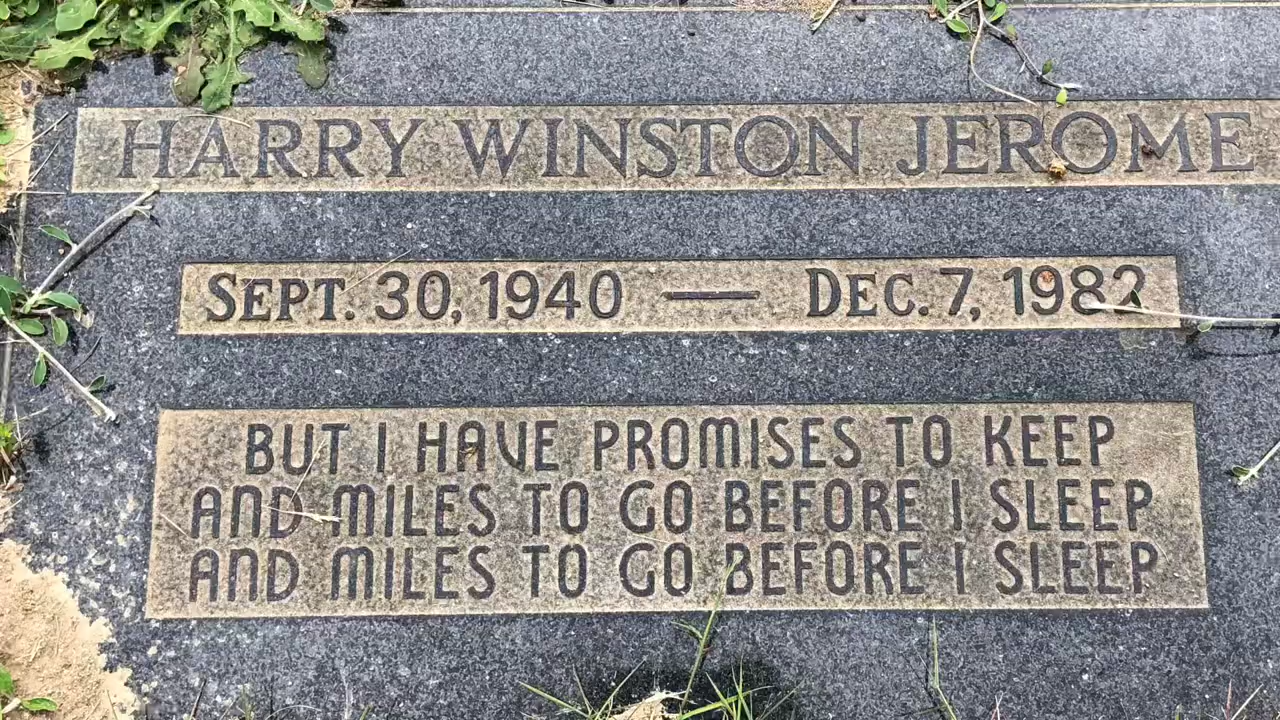 HARRY WINSTON JEROME
SEPT. 30, 1940 — DEC. 7, 1982
BUT I HAVE PROMISES TO KEEP
AND MILES TO GO BEFORE I SLEEP
AND MILES TO GO BEFORE I SLEEP